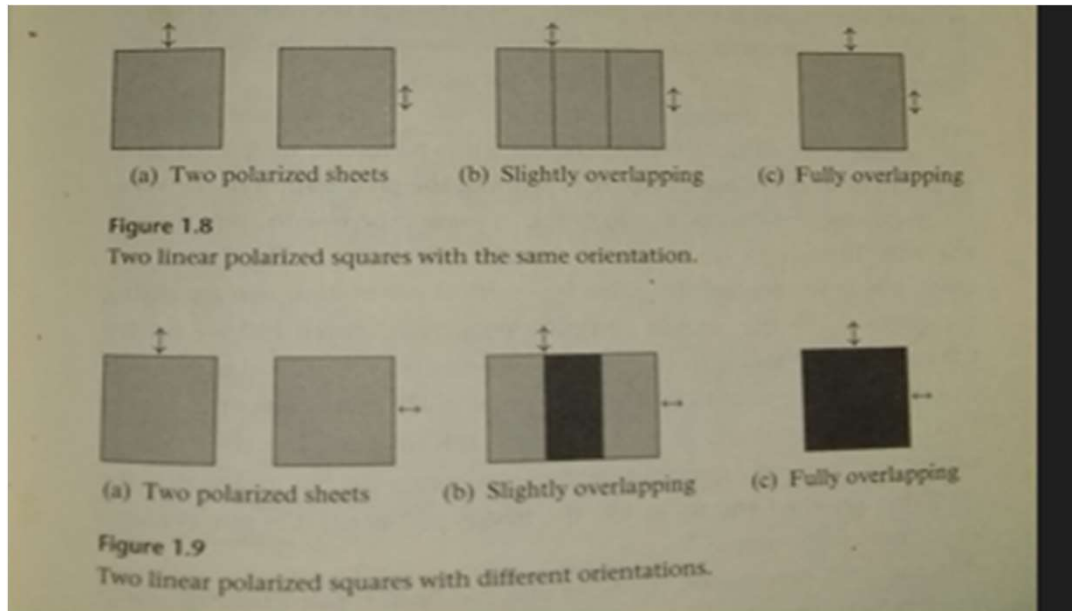 (a) Two polarized sheets (b) Slightly overlapping (c) Fully overlapping
Figure 1.8
Two linear polarized squares with the same orientation.
(a) Two polarized sheets (b) Slightly overlapping (c) Fully overlapping
Figure 1.9
Two linear polarized squares with different orientations.